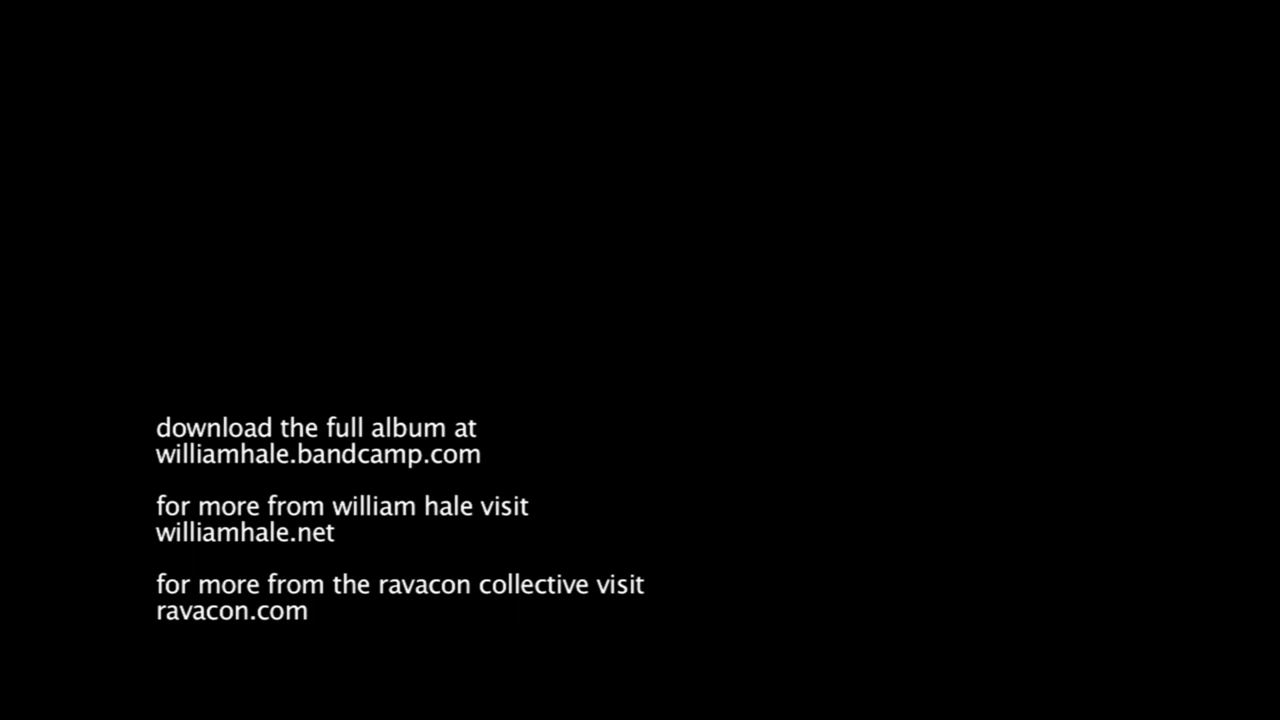 download the full album at
williamhale.bandcamp.com
for more from william hale visit
williamhale.net
for more from the ravacon collective visit
ravacon.com